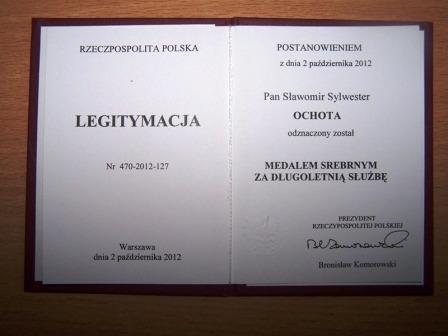 RZECZPOSPOLITA POLSKA
LEGITYMACJA
Nr 470-2012-127
Warszawa
dnia 2 października 2012
POSTANOWIENIEM
z dnia 2 października 2012
Pan Sławomir Sylwester
OCHOTA
odznaczony został
MEDALEM SREBRNYM
ZA DŁUGOLETNIĄ SŁUŻBĘ
PREZYDENT
RZECZYPOSPOLITEJ POLSKIEJ
Bronisław Komorowski